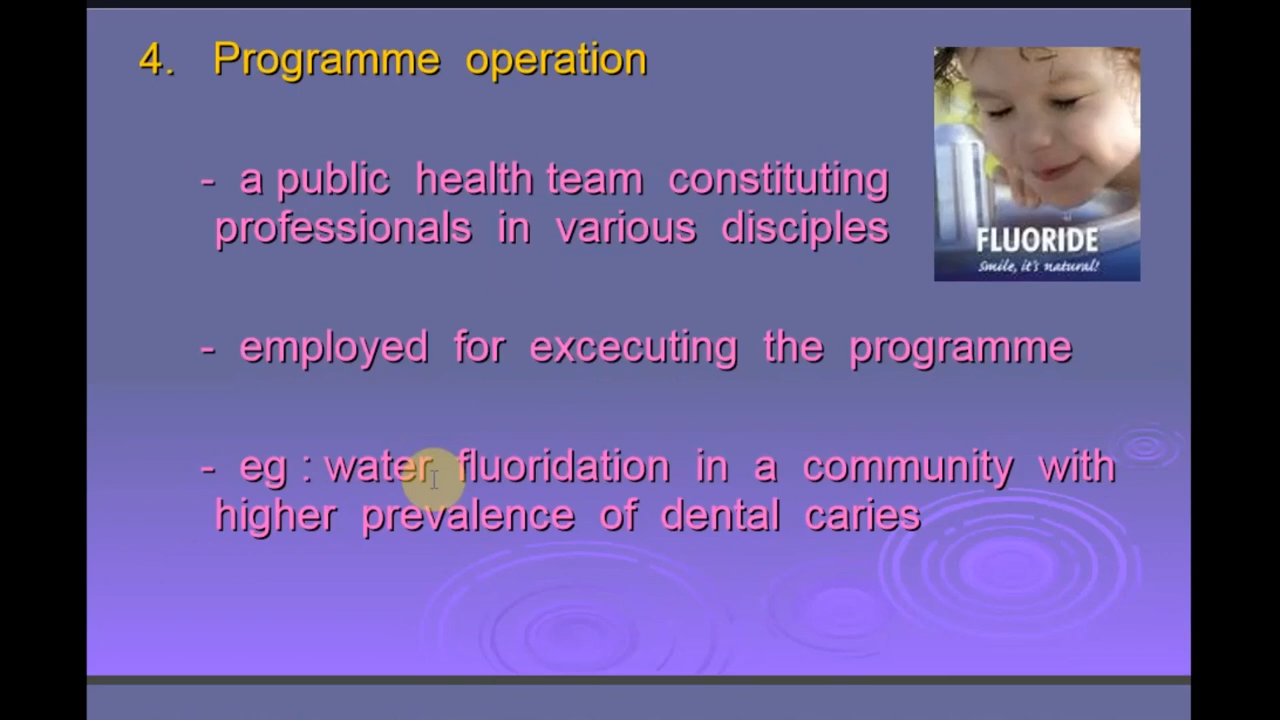 4. Programme operation
- a public health team constituting
professionals in various disciples
- employed for excecuting the programme
- eg : water fluoridation in a community with
higher prevalence of dental caries
FLUORIDE
Smile, it's natural!